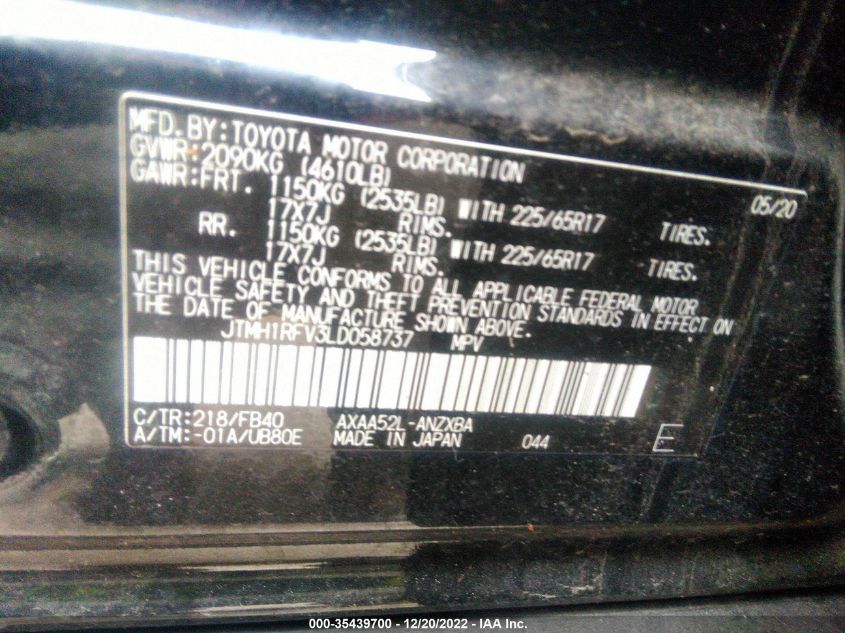 MFD.BY:TOYOTA MOTOR CORPORATION 05/20
GVWR:2090KG (4610LB)
GAWR:FRT. 1150KG (2535LB) WITH 225/65R17 TIRES.
17X7J RIMS.
RR. 1150KG (2535LB) WITH 225/65R17 TIRES.
17X7J RIMS.
THIS VEHICLE CONFORMS TO ALL APPLICABLE FEDERAL MOTOR
VEHICLE SAFETY AND THEFT PREVENTION STANDARDS IN EFFECT ON
THE DATE OF MANUFACTURE SHOWN ABOVE.
JTMH1RFV3LD058737 MPV
C/TR:218/FB40 AXAA52L-ANZXBA
A/TM:-01A/UB80E MADE IN JAPAN 044 E
000-35439700 - 12/20/2022 - IAA Inc.